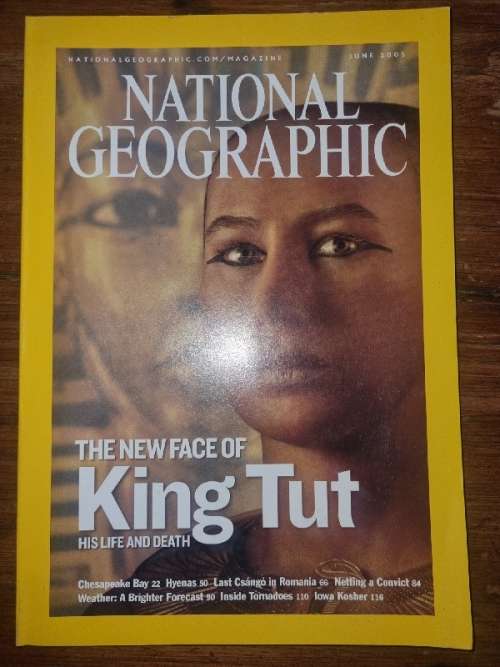 NATIONALGEOGRAPHIC.COM/MAGAZINE JUNE 2005
NATIONAL
GEOGRAPHIC
THE NEW FACE OF
King Tut
HIS LIFE AND DEATH
Chesapeake Bay 22 Hyenas 50 Last Csángó in Romania 66 Netting a Convict 84
Weather: A Brighter Forecast 90 Inside Tornadoes 110 Iowa Kosher 116